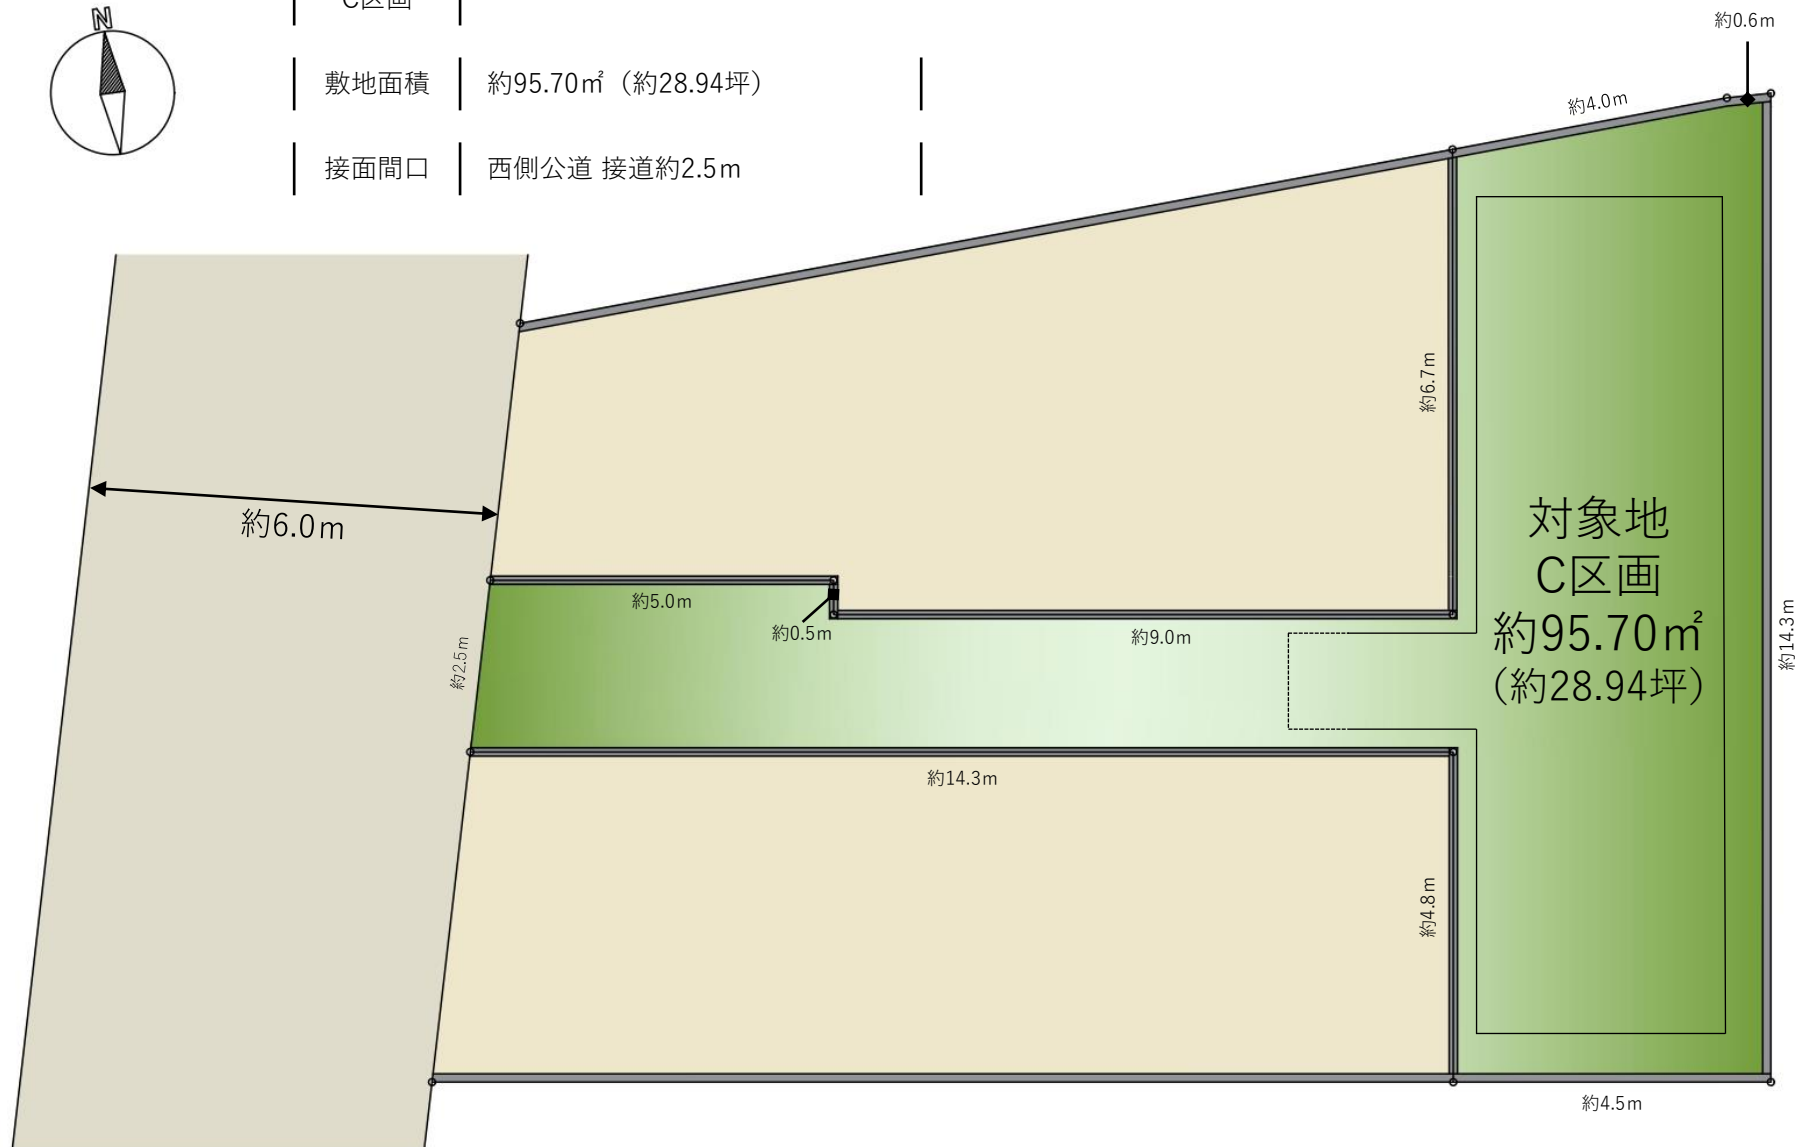 N
C区画
敷地面積 約95.70㎡（約28.94坪）
接面間口 西側公道 接道約2.5m
約0.6m
約4.0m
約6.7m
約6.0m
対象地
C区画
約95.70㎡
（約28.94坪）
約5.0m
約0.5m
約9.0m
約2.5m
約14.3m
約14.3m
約4.8m
約4.5m